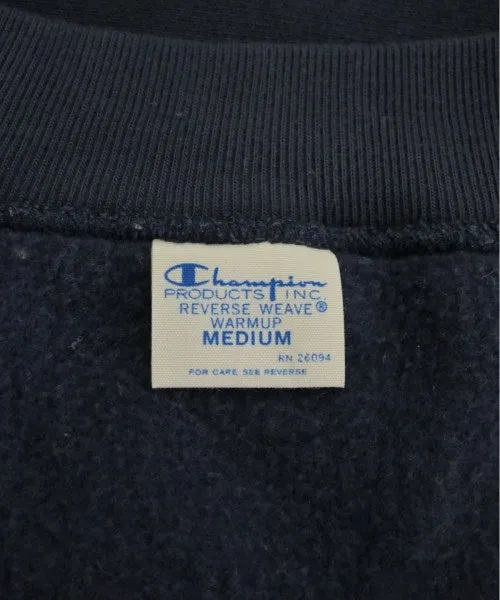 Champion
PRODUCTS INC.
REVERSE WEAVE®
WARMUP
MEDIUM
RN 26094
FOR CARE SEE REVERSE